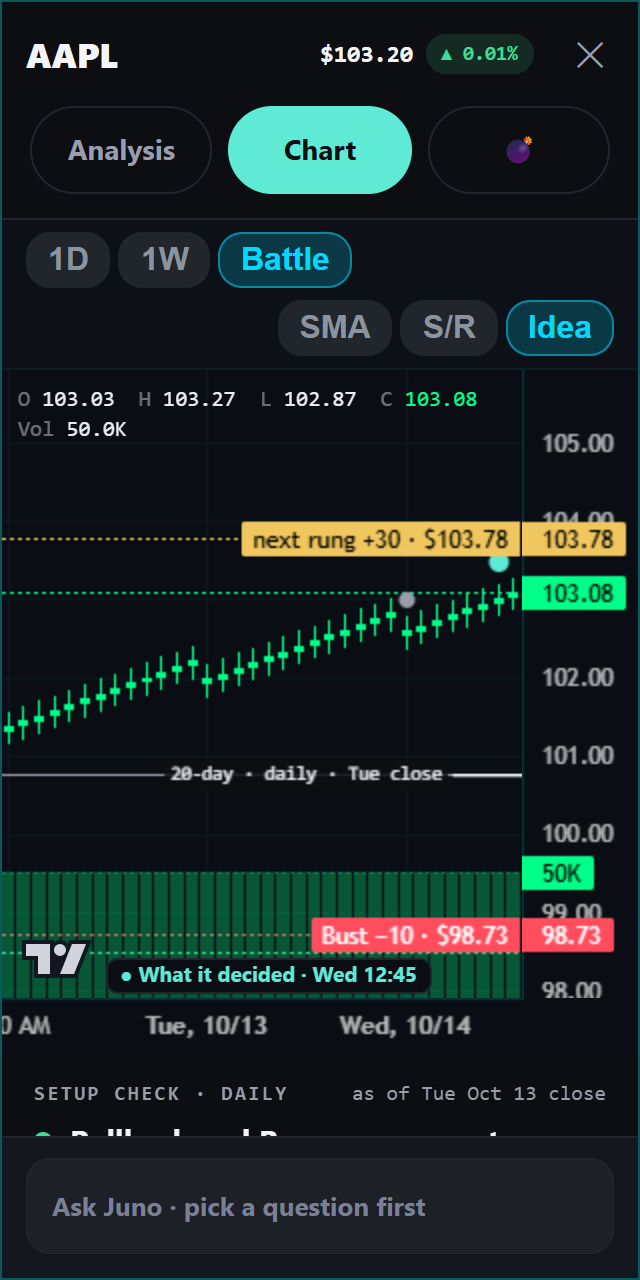 AAPL
$103.20 ▲ 0.01%
Analysis Chart
1D 1W Battle
SMA S/R Idea
O 103.03 H 103.27 L 102.87 C 103.08
Vol 50.0K
105.00
104.00
next rung +30 · $103.78 103.78
103.08
102.00
101.00
20-day · daily · Tue close
100.00
50K
99.00
Bust −10 · $98.73 98.73
What it decided · Wed 12:45
98.00
0 AM Tue, 10/13 Wed, 10/14
SETUP CHECK · DAILY as of Tue Oct 13 close
Ask Juno · pick a question first